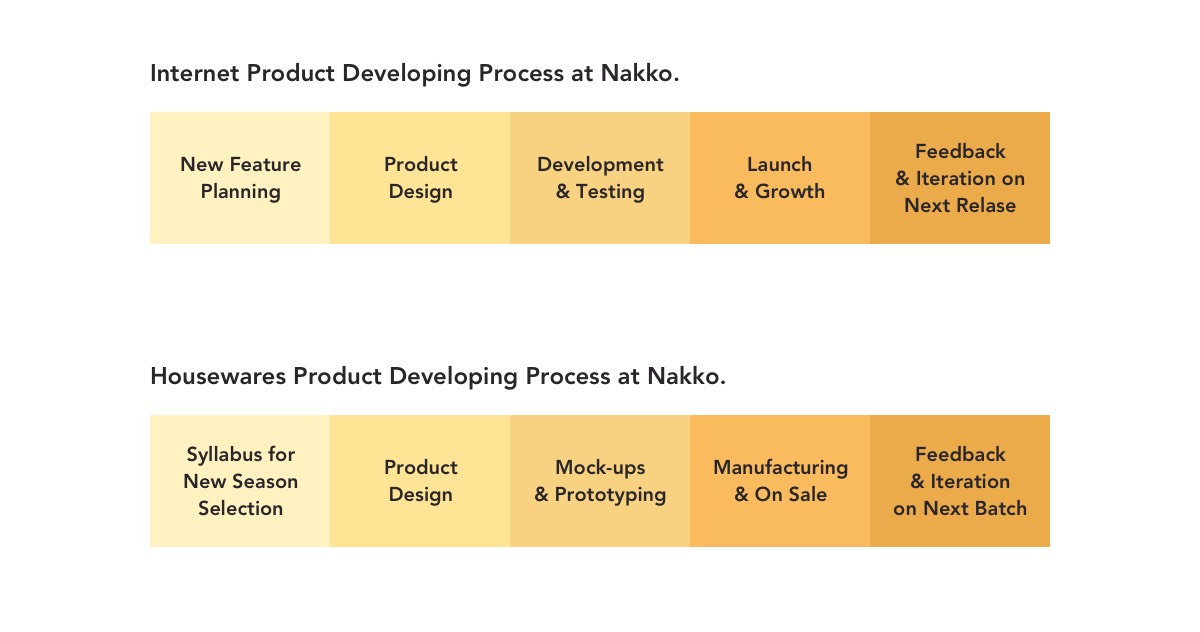 Internet Product Developing Process at Nakko.
New Feature
Planning
Product
Design
Development
& Testing
Launch
& Growth
Feedback
& Iteration on
Next Relase
Housewares Product Developing Process at Nakko.
Syllabus for
New Season
Selection
Product
Design
Mock-ups
& Prototyping
Manufacturing
& On Sale
Feedback
& Iteration
on Next Batch